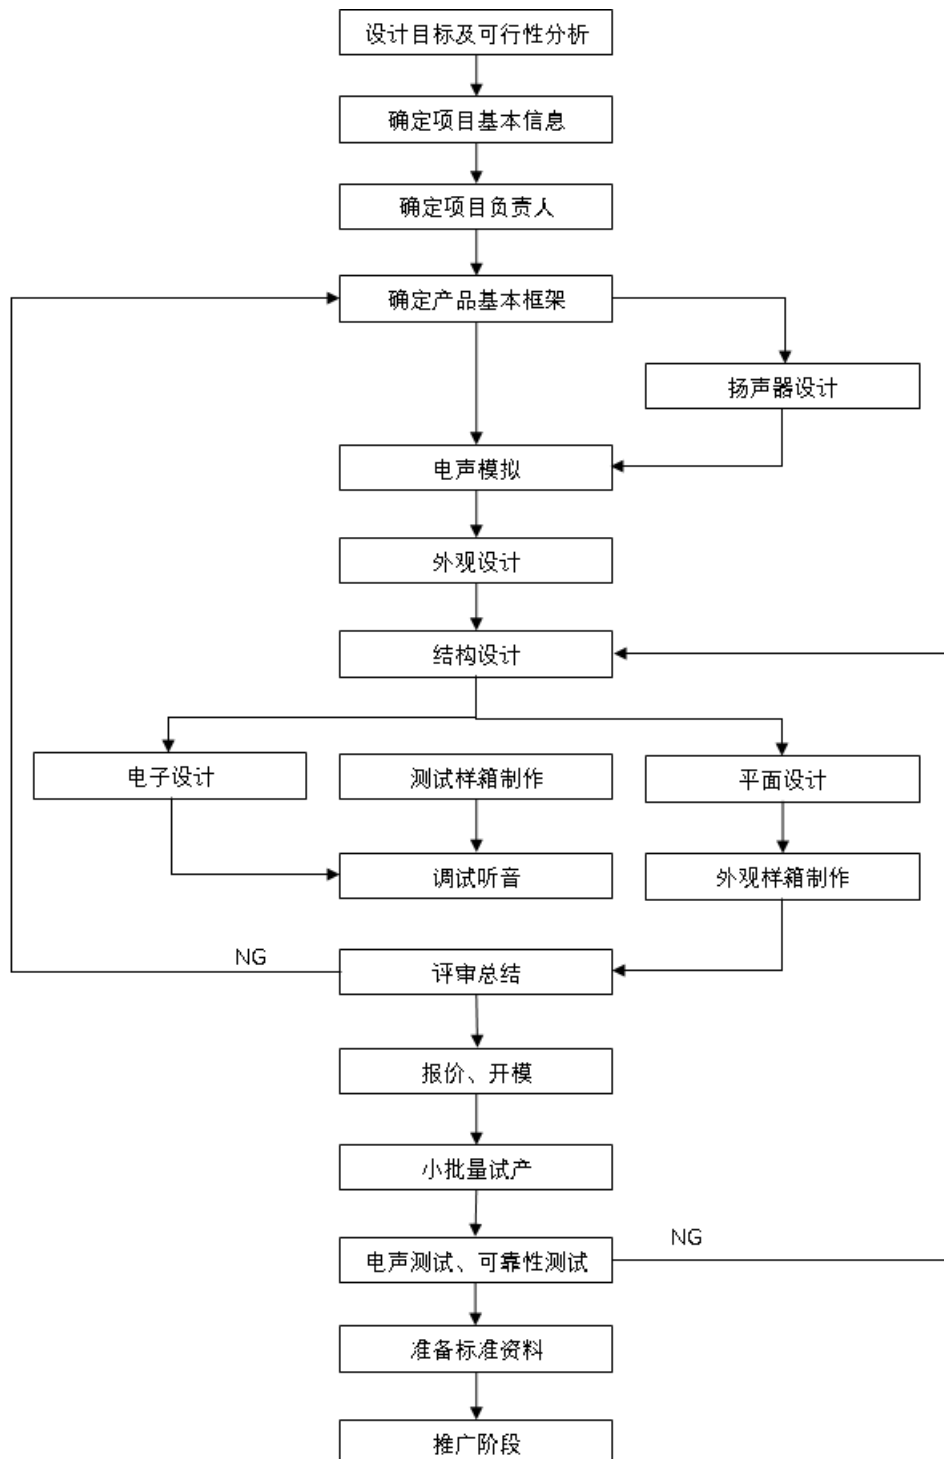 设计目标及可行性分析
确定项目基本信息
确定项目负责人
确定产品基本框架
扬声器设计
电声模拟
外观设计
结构设计
电子设计
测试样箱制作
平面设计
调试听音
外观样箱制作
NG
评审总结
报价、开模
小批量试产
NG
电声测试、可靠性测试
准备标准资料
推广阶段